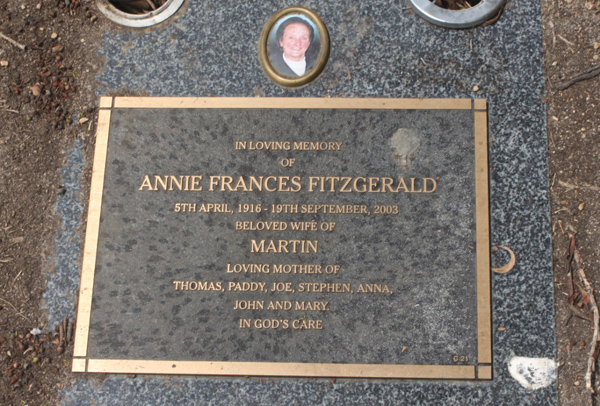 IN LOVING MEMORY
OF
ANNIE FRANCES FITZGERALD
5TH APRIL, 1916 - 19TH SEPTEMBER, 2003
BELOVED WIFE OF
MARTIN
LOVING MOTHER OF
THOMAS, PADDY, JOE, STEPHEN, ANNA,
JOHN AND MARY.
IN GOD'S CARE